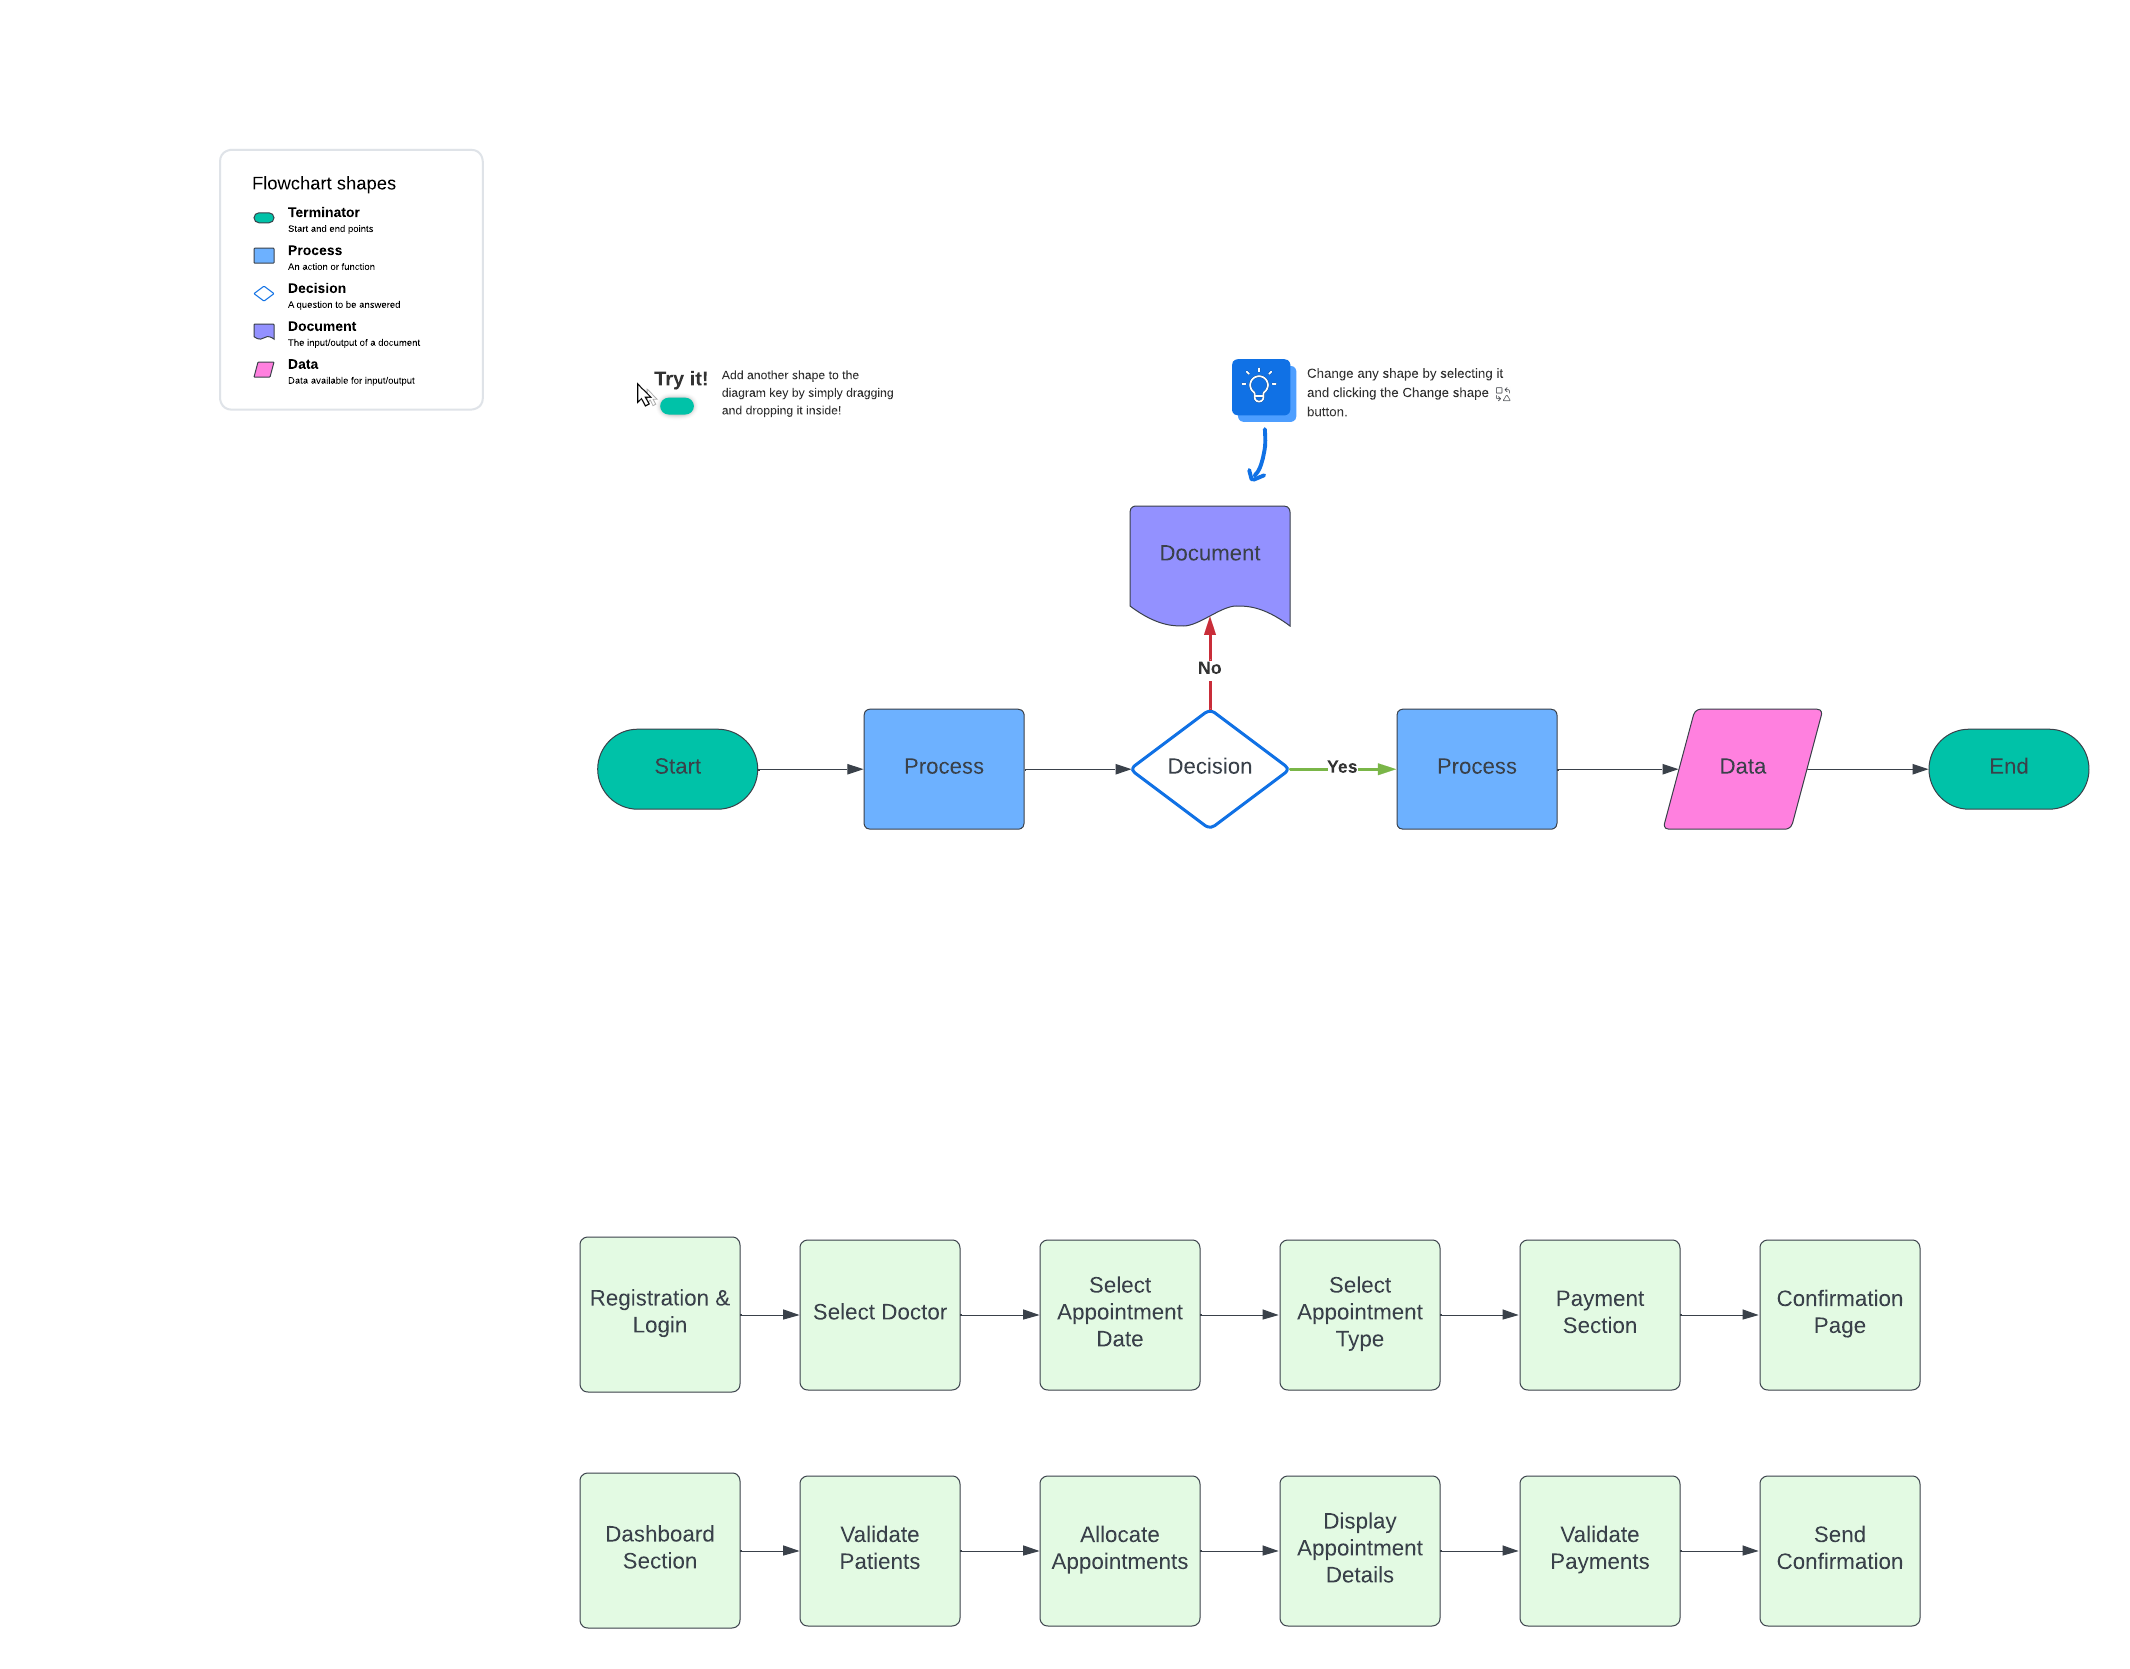 Flowchart shapes
Terminator
Start and end points
Process
An action or function
Decision
A question to be answered
Document
The input/output of a document
Data
Data available for input/output
Try it!
Add another shape to the
diagram key by simply dragging
and dropping it inside!
Change any shape by selecting it
and clicking the Change shape
button.
Document
No
Start
Process
Decision
Yes
Process
Data
End
Registration &
Login
Select Doctor
Select
Appointment
Date
Select
Appointment
Type
Payment
Section
Confirmation
Page
Dashboard
Section
Validate
Patients
Allocate
Appointments
Display
Appointment
Details
Validate
Payments
Send
Confirmation